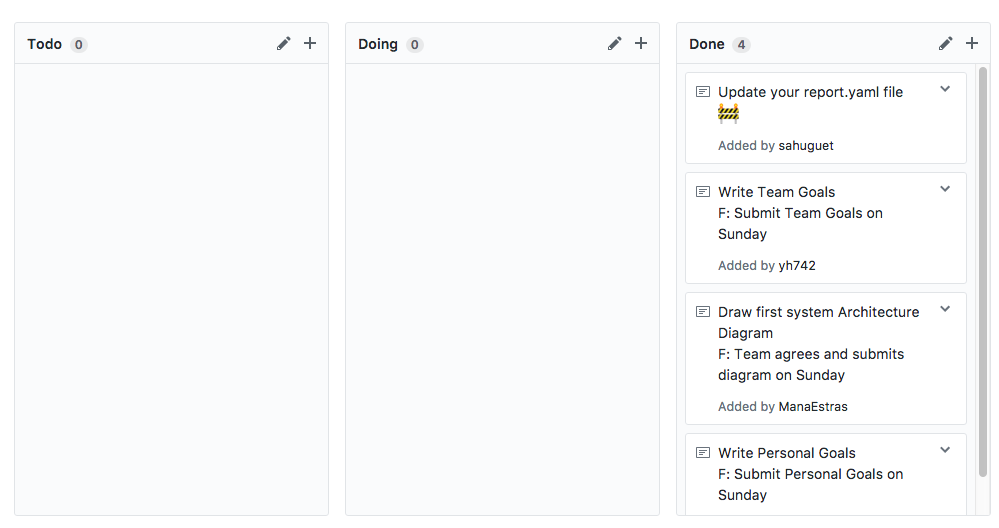 Todo 0
Doing 0
Done 4
Update your report.yaml file
🚧
Added by sahuguet
Write Team Goals
F: Submit Team Goals on
Sunday
Added by yh742
Draw first system Architecture
Diagram
F: Team agrees and submits
diagram on Sunday
Added by ManaEstras
Write Personal Goals
F: Submit Personal Goals on
Sunday